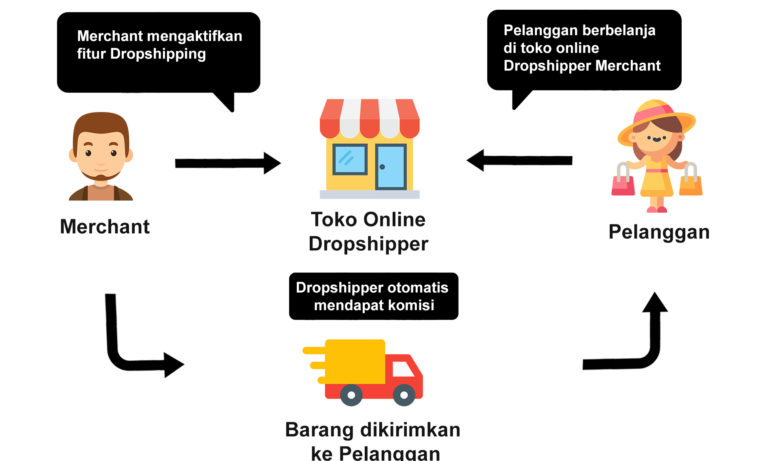 Merchant mengaktifkan
fitur Dropshipping
Pelanggan berbelanja
di toko online
Dropshipper Merchant
Merchant
Toko Online
Dropshipper
Pelanggan
Dropshipper otomatis
mendapat komisi
Barang dikirimkan
ke Pelanggan